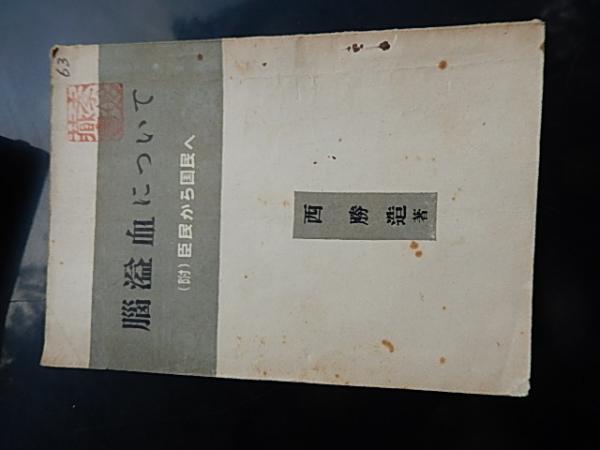 63
脳溢血について
(附)臣民から国民へ
西勝造著